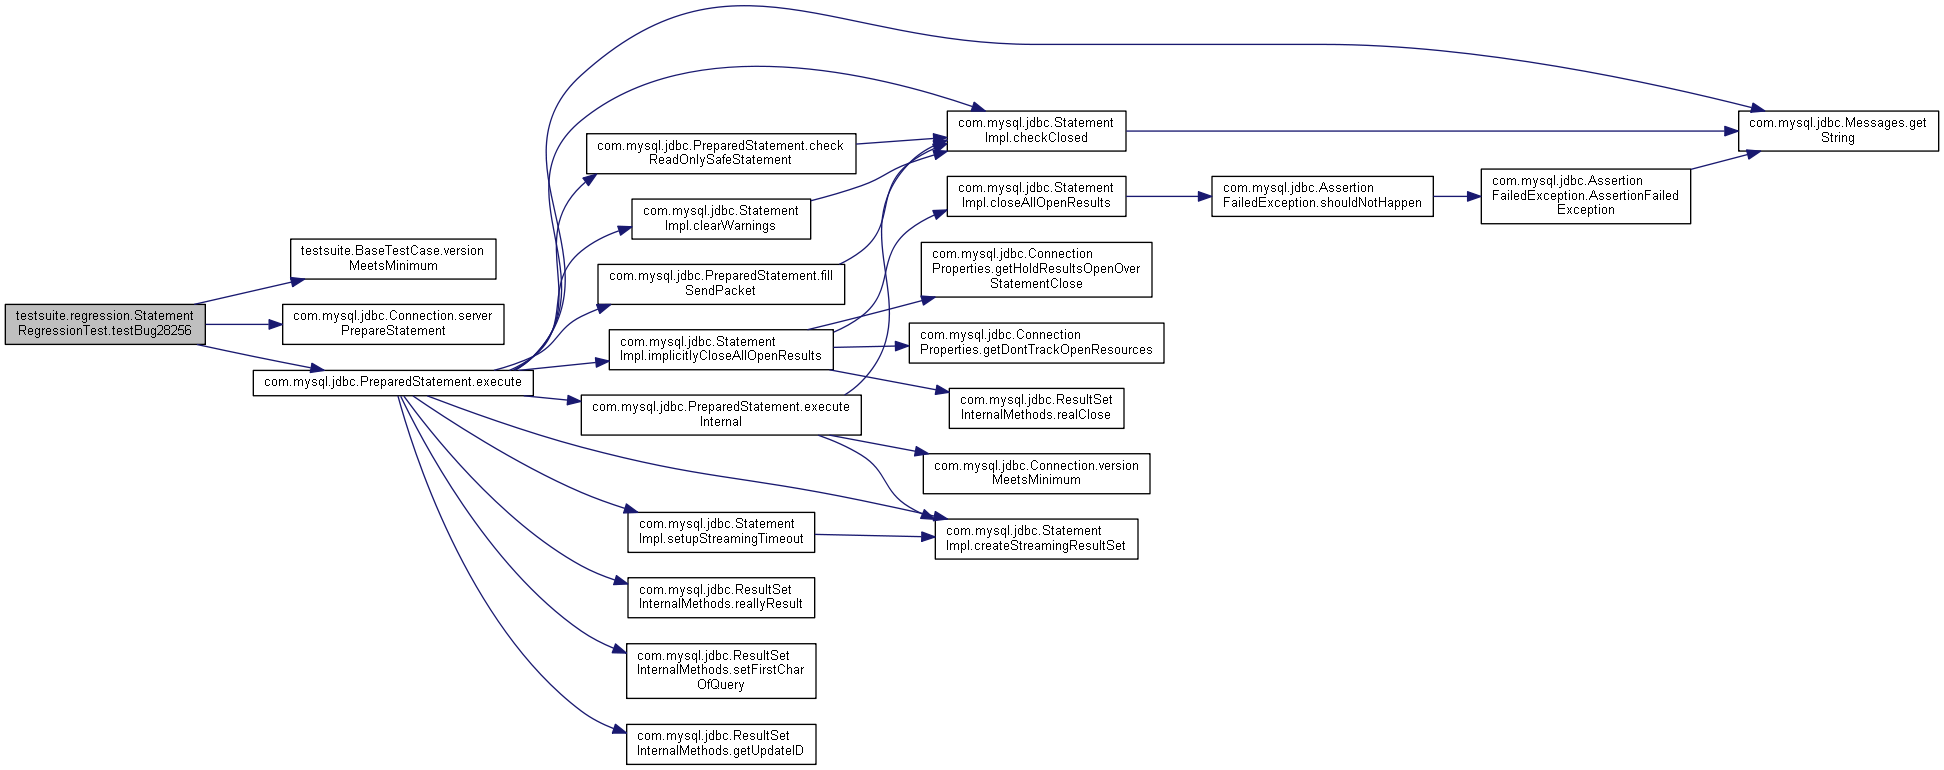 testsuite.regression.Statement
RegressionTest.testBug28256
testsuite.BaseTestCase.version
MeetsMinimum
com.mysql.jdbc.Connection.server
PrepareStatement
com.mysql.jdbc.PreparedStatement.execute
com.mysql.jdbc.PreparedStatement.check
ReadOnlySafeStatement
com.mysql.jdbc.Statement
Impl.clearWarnings
com.mysql.jdbc.PreparedStatement.fill
SendPacket
com.mysql.jdbc.Statement
Impl.implicitlyCloseAllOpenResults
com.mysql.jdbc.PreparedStatement.execute
Internal
com.mysql.jdbc.Statement
Impl.setupStreamingTimeout
com.mysql.jdbc.ResultSet
InternalMethods.reallyResult
com.mysql.jdbc.ResultSet
InternalMethods.setFirstChar
OfQuery
com.mysql.jdbc.ResultSet
InternalMethods.getUpdateID
com.mysql.jdbc.Statement
Impl.checkClosed
com.mysql.jdbc.Statement
Impl.closeAllOpenResults
com.mysql.jdbc.Connection
Properties.getHoldResultsOpenOver
StatementClose
com.mysql.jdbc.Connection
Properties.getDontTrackOpenResources
com.mysql.jdbc.ResultSet
InternalMethods.realClose
com.mysql.jdbc.Connection.version
MeetsMinimum
com.mysql.jdbc.Statement
Impl.createStreamingResultSet
com.mysql.jdbc.Assertion
FailedException.shouldNotHappen
com.mysql.jdbc.Assertion
FailedException.AssertionFailed
Exception
com.mysql.jdbc.Messages.get
String